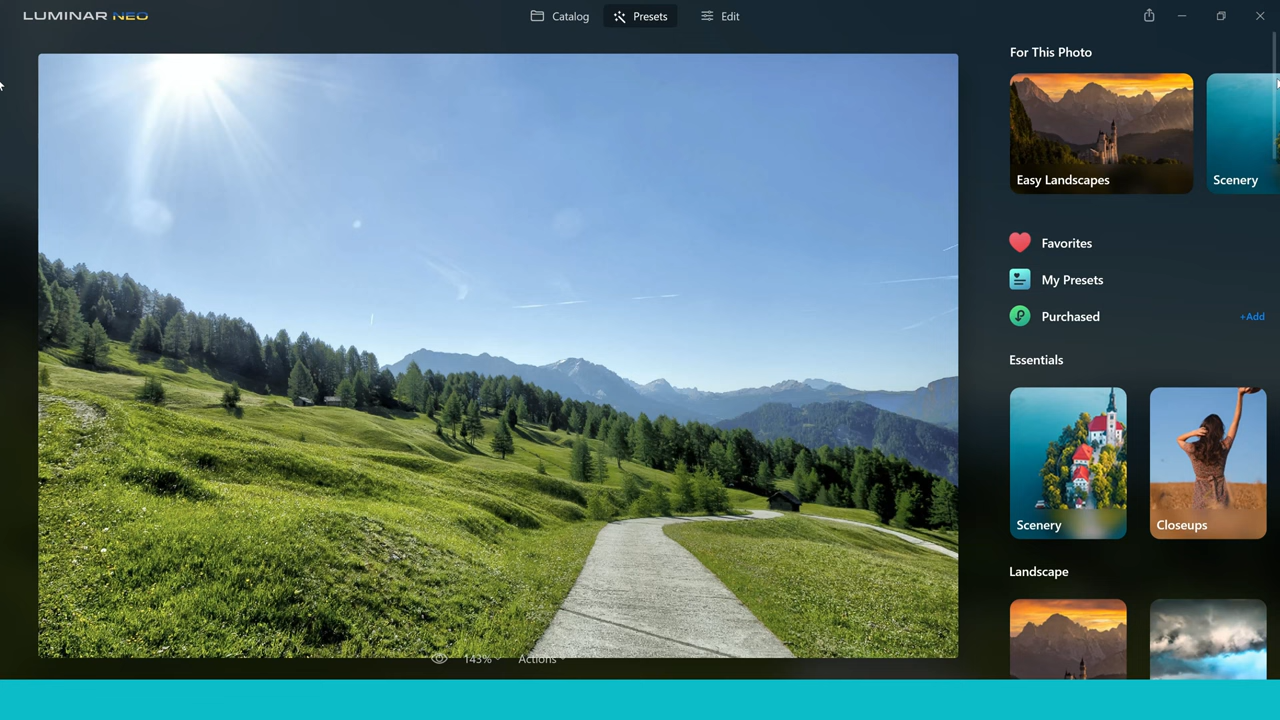 LUMINAR NEO
Catalog
Presets
Edit
For This Photo
Easy Landscapes
Scenery
Favorites
My Presets
Purchased
+Add
Essentials
Scenery
Closeups
Landscape
143%
Actions